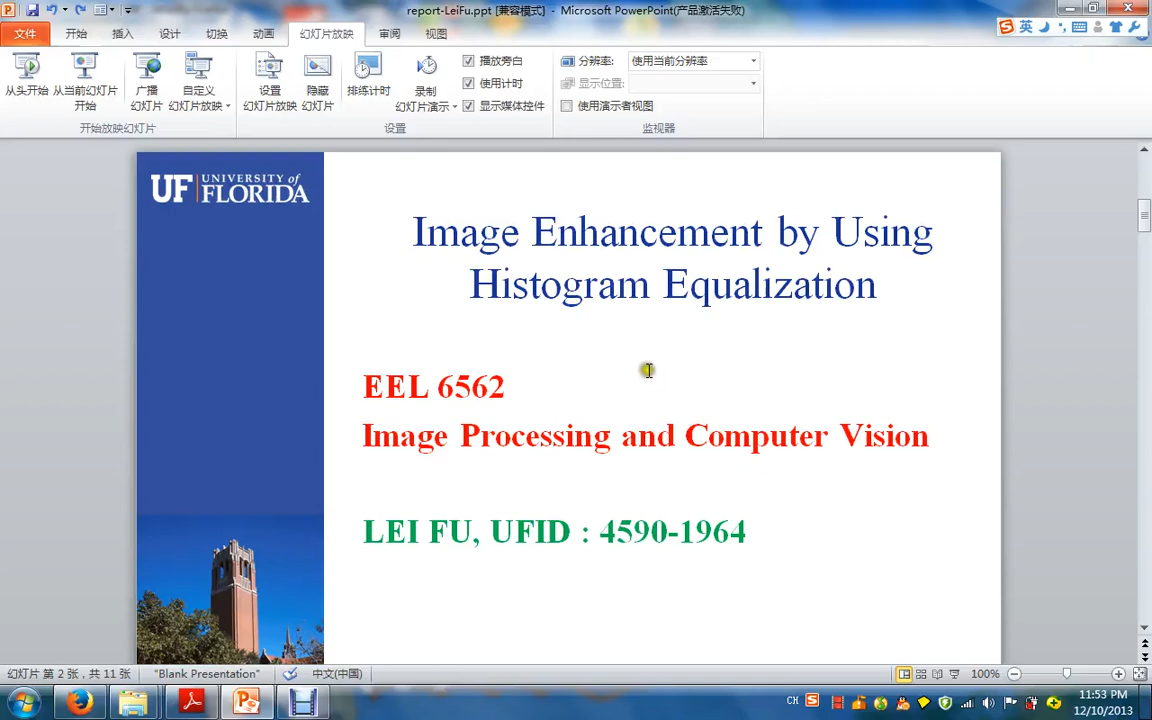 report-LeiFu.ppt [兼容模式] - Microsoft PowerPoint(产品激活失败)
文件 开始 插入 设计 切换 动画 幻灯片放映 审阅 视图
英
从头开始
从当前幻灯片
开始
广播
幻灯片
自定义
幻灯片放映
开始放映幻灯片
设置
幻灯片放映
隐藏
幻灯片
排练计时
录制
幻灯片演示
播放旁白
使用计时
显示媒体控件
设置
分辨率: 使用当前分辨率
显示位置:
使用演示者视图
监视器
UF UNIVERSITY of
FLORIDA
Image Enhancement by Using
Histogram Equalization
EEL 6562
Image Processing and Computer Vision
LEI FU, UFID : 4590-1964
幻灯片 第 2 张，共 11 张 "Blank Presentation" 中文(中国) 100%
CH
11:53 PM
12/10/2013